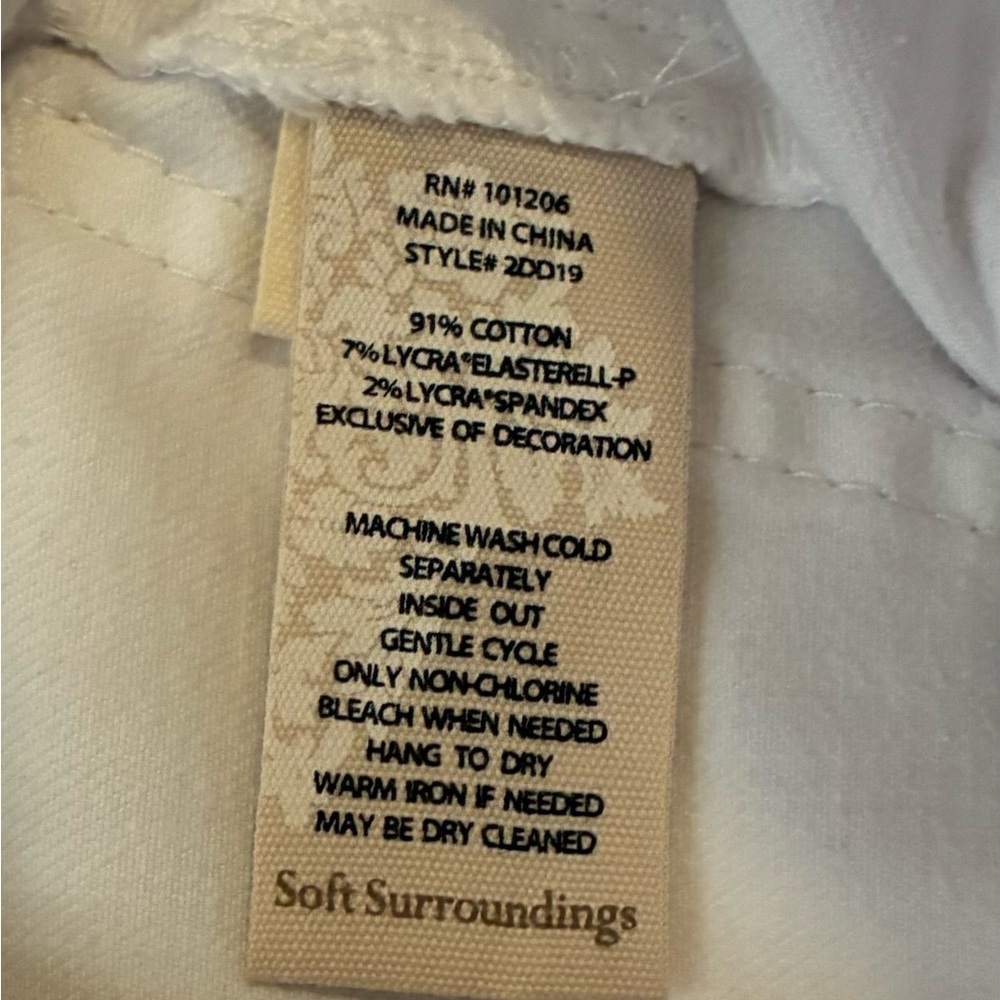 RN# 101206
MADE IN CHINA
STYLE# 2DD19
91% COTTON
7% LYCRA® ELASTERELL-P
2% LYCRA® SPANDEX
EXCLUSIVE OF DECORATION
MACHINE WASH COLD
SEPARATELY
INSIDE OUT
GENTLE CYCLE
ONLY NON-CHLORINE
BLEACH WHEN NEEDED
HANG TO DRY
WARM IRON IF NEEDED
MAY BE DRY CLEANED
Soft Surroundings